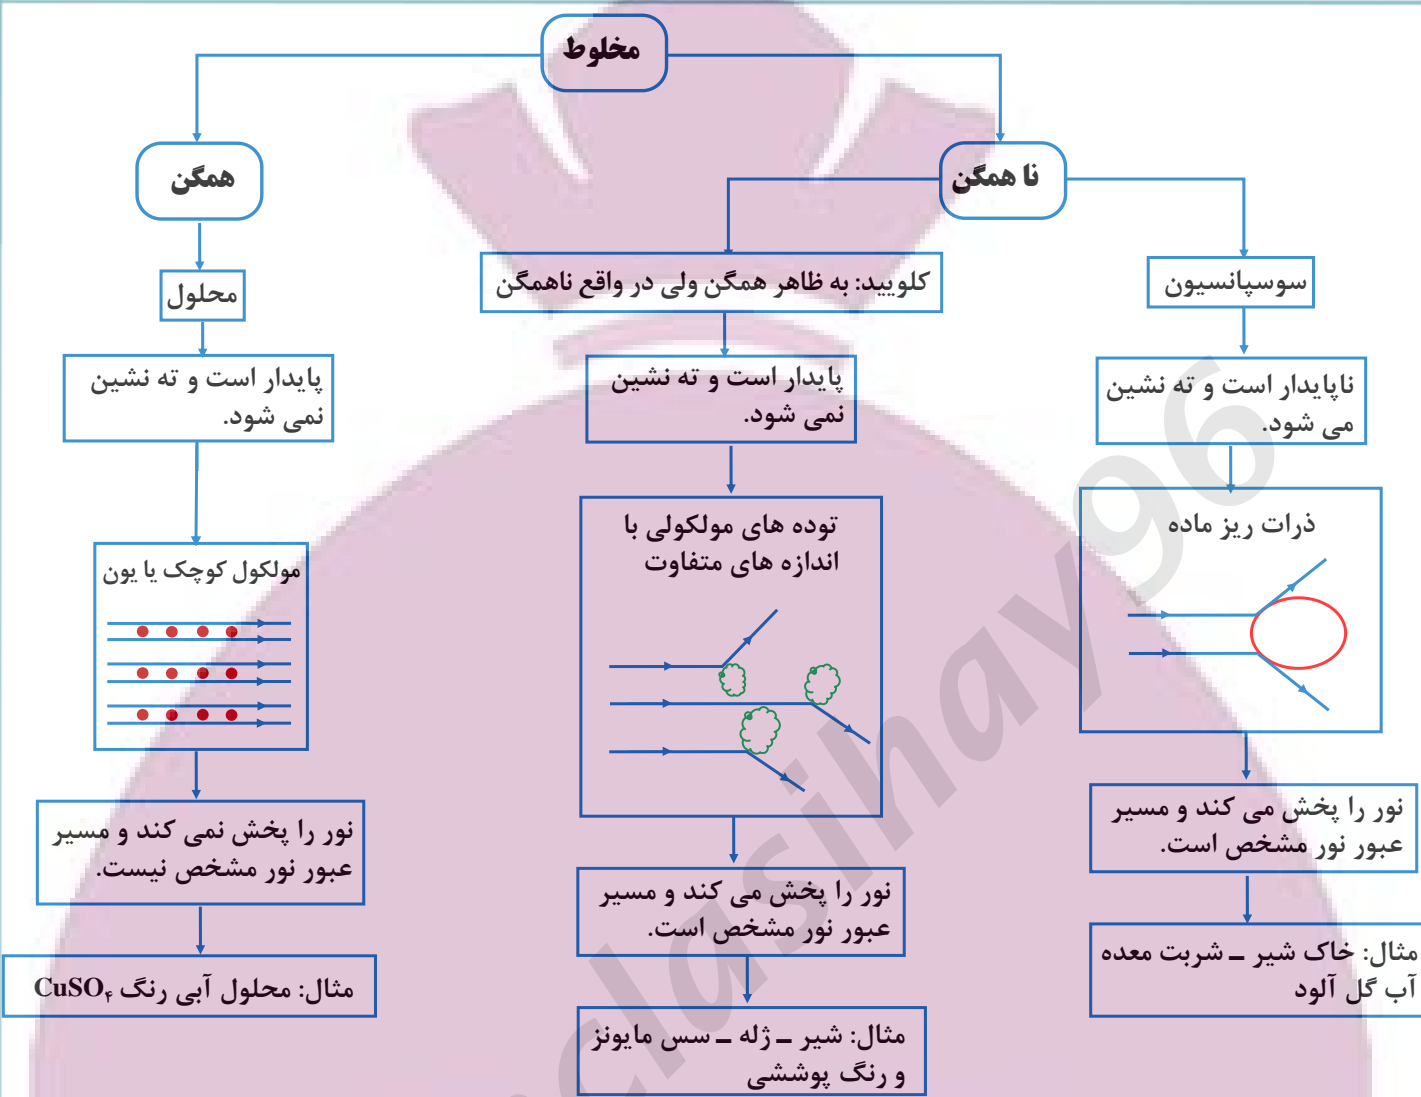 مخلوط
نا همگن
همگن
سوسپانسیون
ناپایدار است و ته نشین
می شود.
ذرات ریز ماده
نور را پخش می کند و مسیر
عبور نور مشخص است.
مثال: خاک شیر ـ شربت معده
آب گل آلود
کلویید: به ظاهر همگن ولی در واقع ناهمگن
پایدار است و ته نشین
نمی شود.
توده های مولکولی با
اندازه های متفاوت
نور را پخش می کند و مسیر
عبور نور مشخص است.
مثال: شیر ـ ژله ـ سس مایونز
و رنگ پوششی
محلول
پایدار است و ته نشین
نمی شود.
مولکول کوچک یا یون
نور را پخش نمی کند و مسیر
عبور نور مشخص نیست.
مثال: محلول آبی رنگ CuSO₄
clasihay96